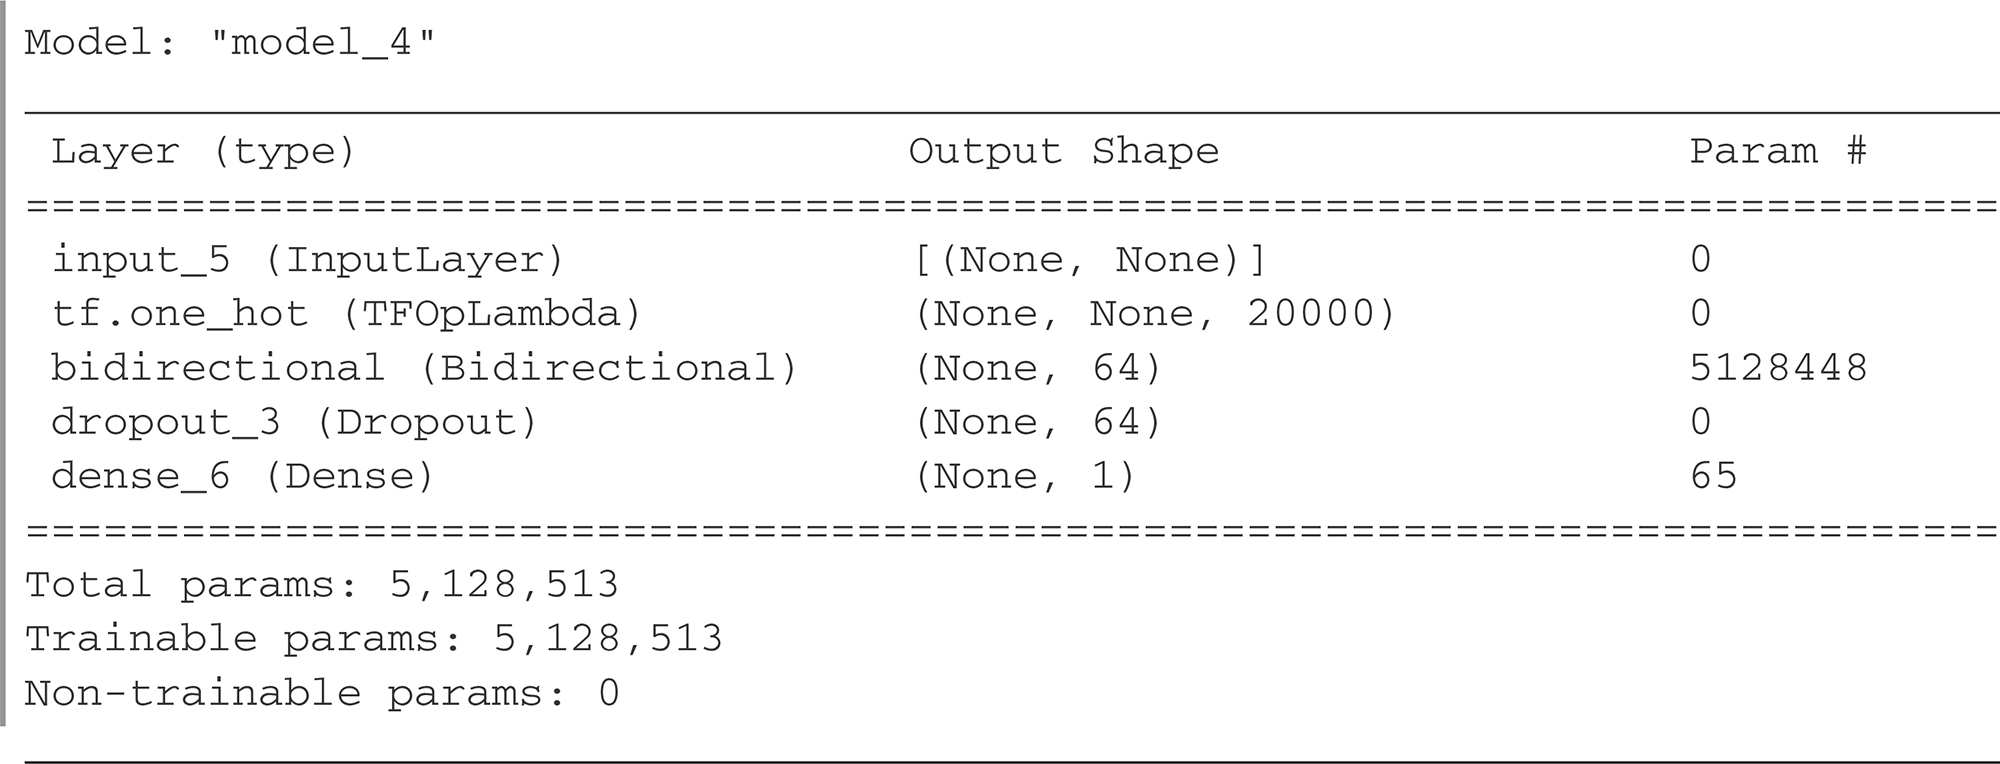 Model: "model_4"
Layer (type) Output Shape Param #
=================================================================
input_5 (InputLayer) [(None, None)] 0
tf.one_hot (TFOpLambda) (None, None, 20000) 0
bidirectional (Bidirectional) (None, 64) 5128448
dropout_3 (Dropout) (None, 64) 0
dense_6 (Dense) (None, 1) 65
=================================================================
Total params: 5,128,513
Trainable params: 5,128,513
Non-trainable params: 0